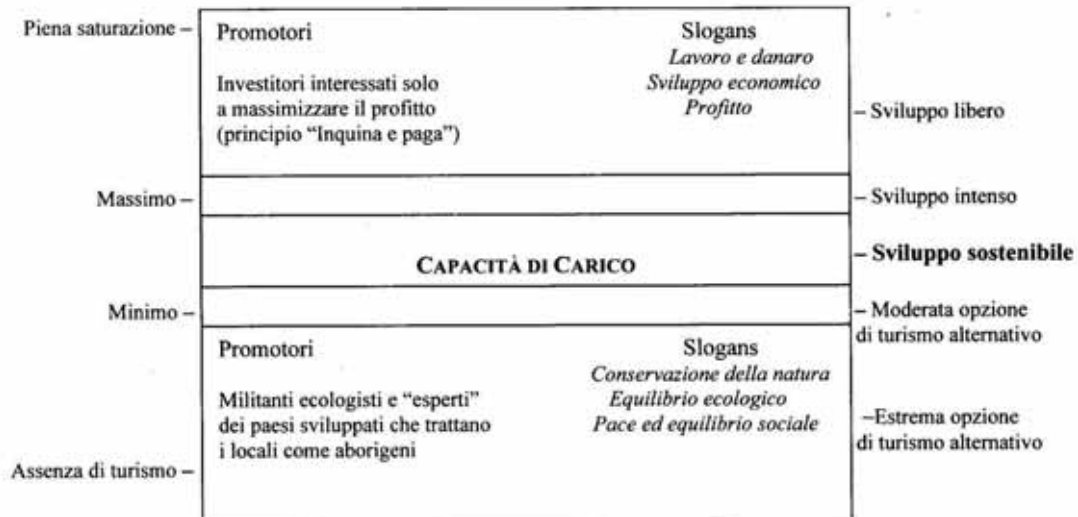 Piena saturazione –
Promotori
Slogans
Lavoro e danaro
Investitori interessati solo
a massimizzare il profitto
(principio “Inquina e paga”)
Sviluppo economico
Profitto
– Sviluppo libero
Massimo –
– Sviluppo intenso
CAPACITÀ DI CARICO
– Sviluppo sostenibile
Minimo –
– Moderata opzione
di turismo alternativo
Promotori
Slogans
Conservazione della natura
Militanti ecologisti e “esperti”
dei paesi sviluppati che trattano
i locali come aborigeni
Equilibrio ecologico
Pace ed equilibrio sociale
–Estrema opzione
di turismo alternativo
Assenza di turismo –